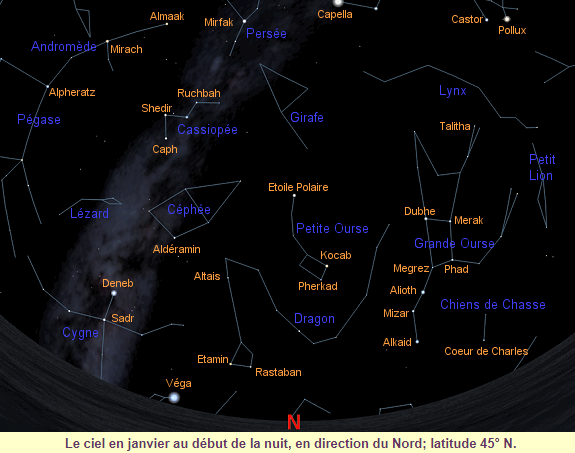 Almaak
Mirfak
Capella
Castor
Pollux
Persée
Andromède
Mirach
Alpheratz
Ruchbah
Lynx
Shedir
Pégase
Cassiopée
Girafe
Talitha
Caph
Petit
Lion
Etoile Polaire
Lézard
Céphée
Dubhe
Merak
Petite Ourse
Aldéramin
Grande Ourse
Kocab
Altais
Megrez
Phad
Deneb
Pherkad
Alioth
Chiens de Chasse
Sadr
Dragon
Mizar
Cygne
Alkaid
Coeur de Charles
Etamin
Rastaban
Véga
N
Le ciel en janvier au début de la nuit, en direction du Nord; latitude 45° N.